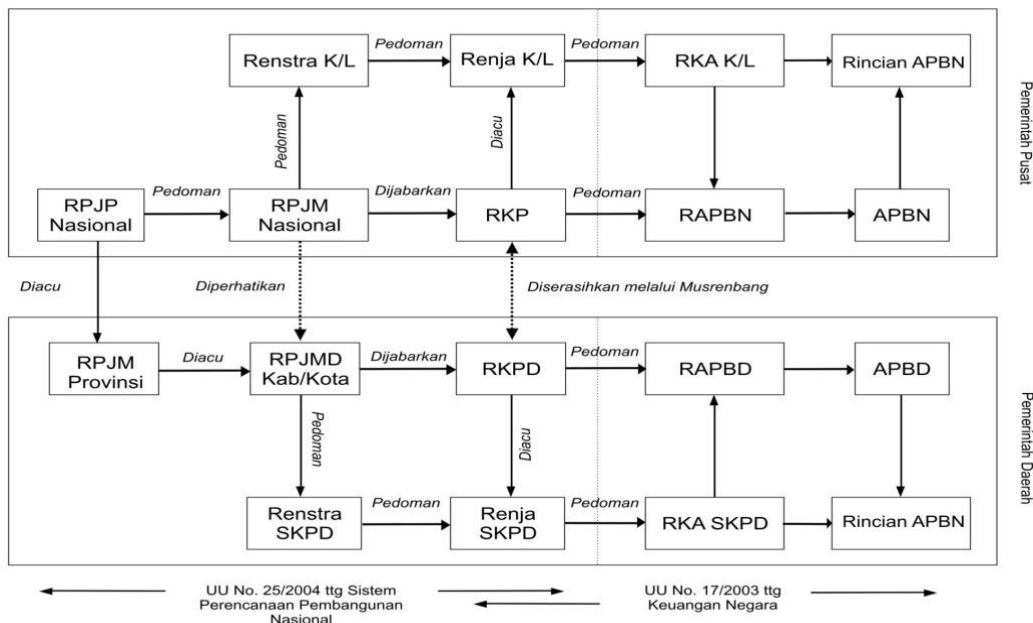 Pedoman
Pedoman
Renstra K/L
Renja K/L
RKA K/L
Rincian APBN
Pedoman
Diacu
Pemerintah Pusat
RPJP
Nasional
Pedoman
RPJM
Nasional
Dijabarkan
RKP
Pedoman
RAPBN
APBN
Diacu
Diperhatikan
Diserasihkan melalui Musrenbang
RPJM
Provinsi
Diacu
RPJMD
Kab/Kota
Dijabarkan
RKPD
Pedoman
RAPBD
APBD
Pedoman
Diacu
Pemerintah Daerah
Renstra
SKPD
Pedoman
Renja
SKPD
Pedoman
RKA SKPD
Rincian APBN
UU No. 25/2004 ttg Sistem
Perencanaan Pembangunan
Nasional
UU No. 17/2003 ttg
Keuangan Negara